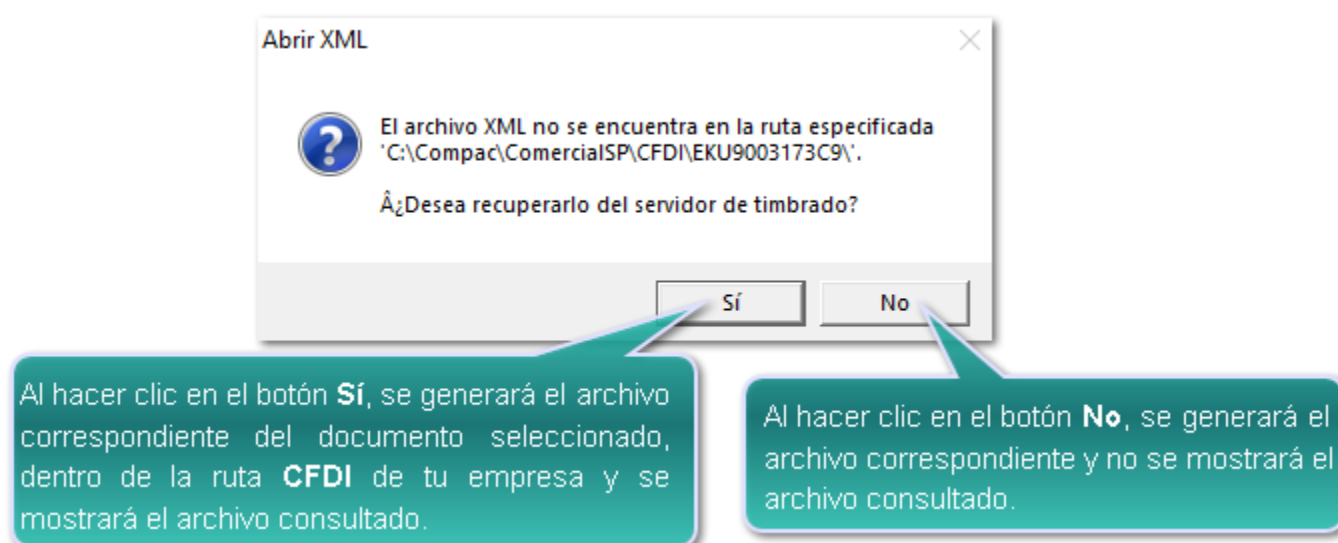 Abrir XML
El archivo XML no se encuentra en la ruta especificada
'C:\Compac\ComercialSP\CFDI\EKU9003173C9\'.
Â¿Desea recuperarlo del servidor de timbrado?
Sí
No
Al hacer clic en el botón Sí, se generará el archivo
correspondiente del documento seleccionado,
dentro de la ruta CFDI de tu empresa y se
mostrará el archivo consultado.
Al hacer clic en el botón No, se generará el
archivo correspondiente y no se mostrará el
archivo consultado.